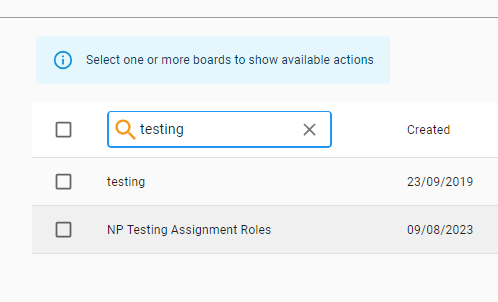 Select one or more boards to show available actions
testing
Created
testing
23/09/2019
NP Testing Assignment Roles
09/08/2023